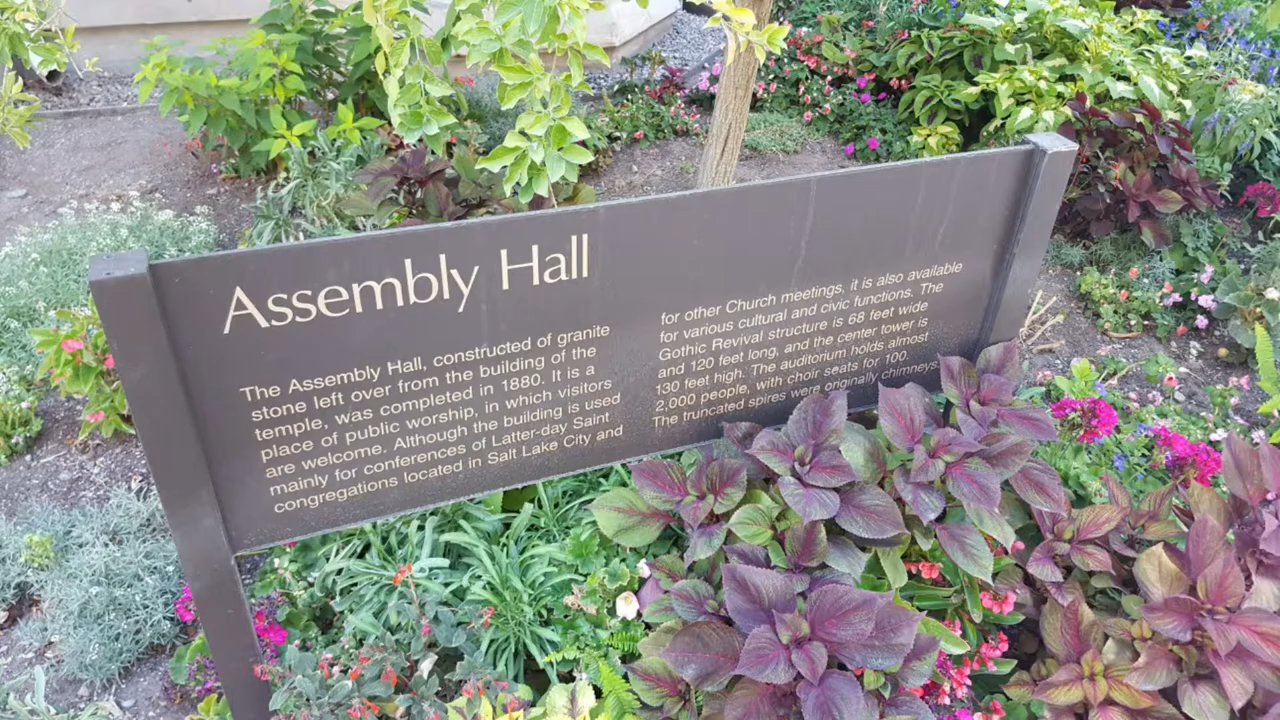 Assembly Hall
The Assembly Hall, constructed of granite
stone left over from the building of the
temple, was completed in 1880. It is a
place of public worship, in which visitors
are welcome. Although the building is used
mainly for conferences of Latter-day Saint
congregations located in Salt Lake City and
for other Church meetings, it is also available
for various cultural and civic functions. The
Gothic Revival structure is 68 feet wide
and 120 feet long, and the center tower is
130 feet high. The auditorium holds almost
2,000 people, with choir seats for 100.
The truncated spires were originally chimneys.